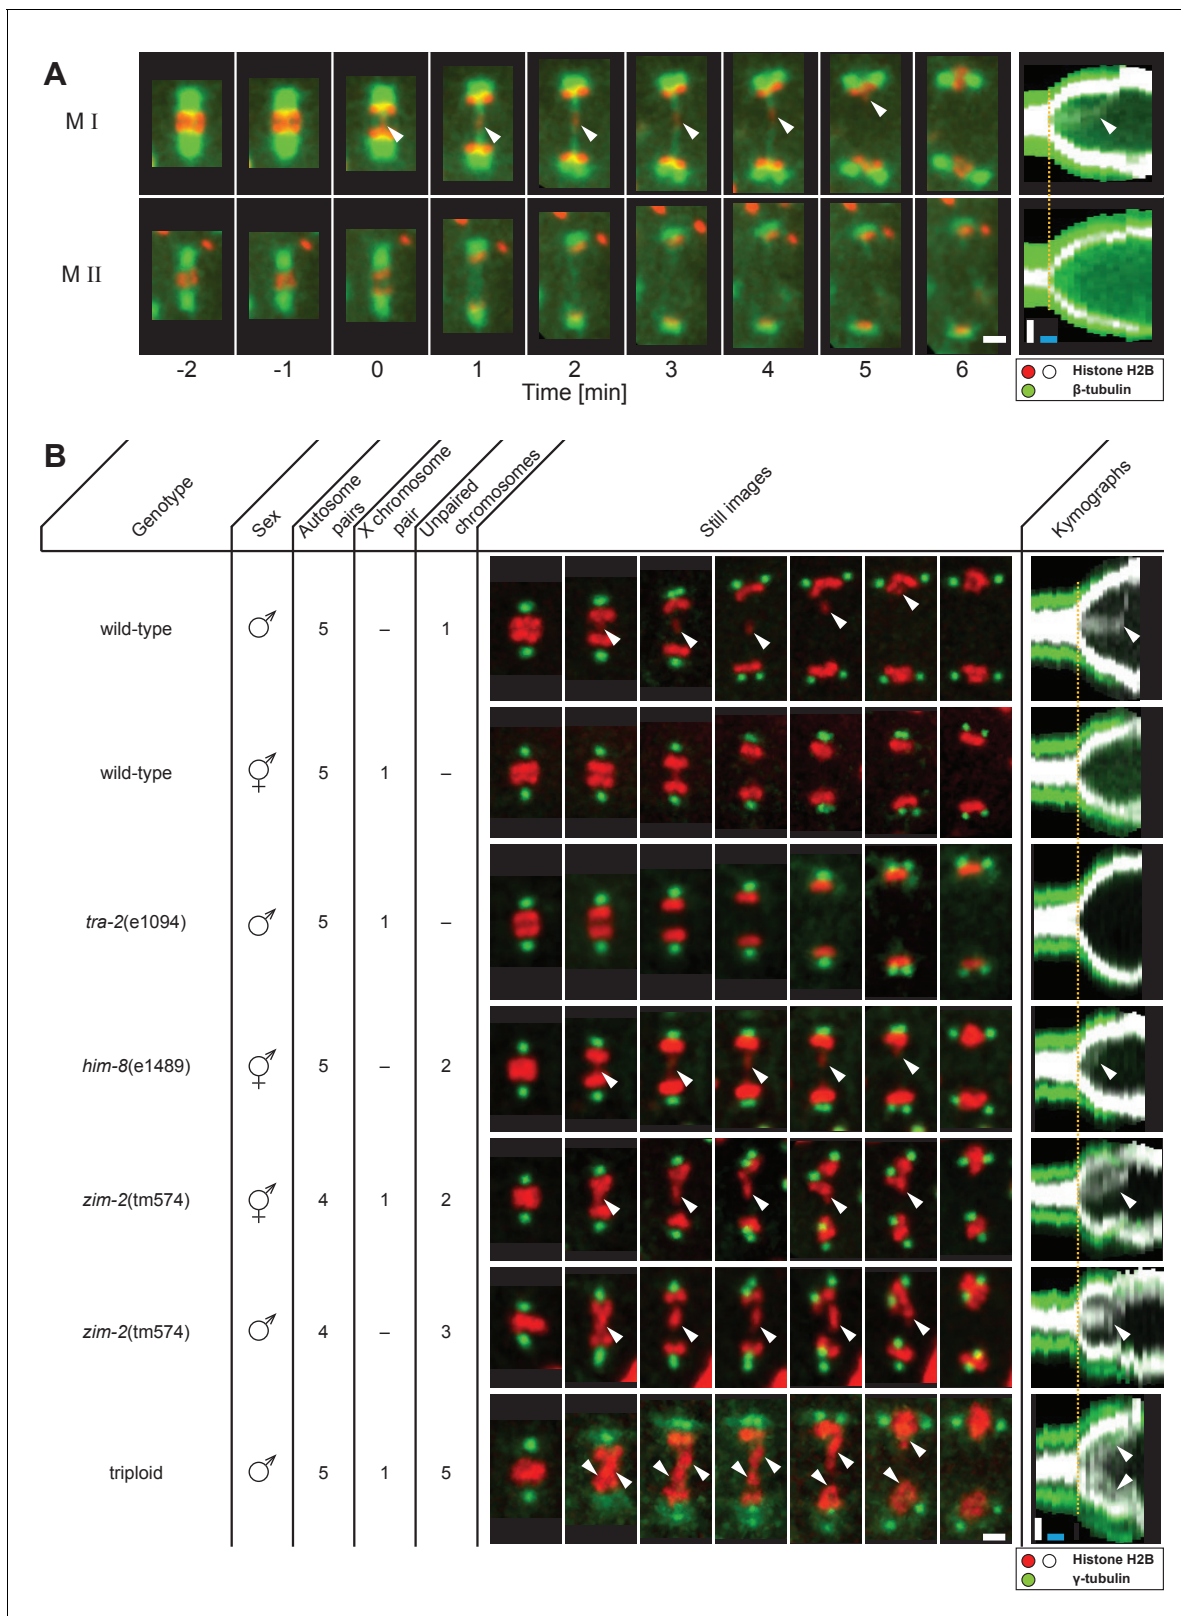 A
M I
M II
-2 -1 0 1 2 3 4 5 6
Time [min]
Histone H2B
β-tubulin
B
Genotype
Sex
Autosome pairs
X chromosome pair
Unpaired chromosomes
Still images
Kymographs
wild-type ♂ 5 – 1
wild-type ⚥ 5 1 –
tra-2(e1094) ♂ 5 1 –
him-8(e1489) ⚥ 5 – 2
zim-2(tm574) ⚥ 4 1 2
zim-2(tm574) ♂ 4 – 3
triploid ♂ 5 1 5
Histone H2B
γ-tubulin